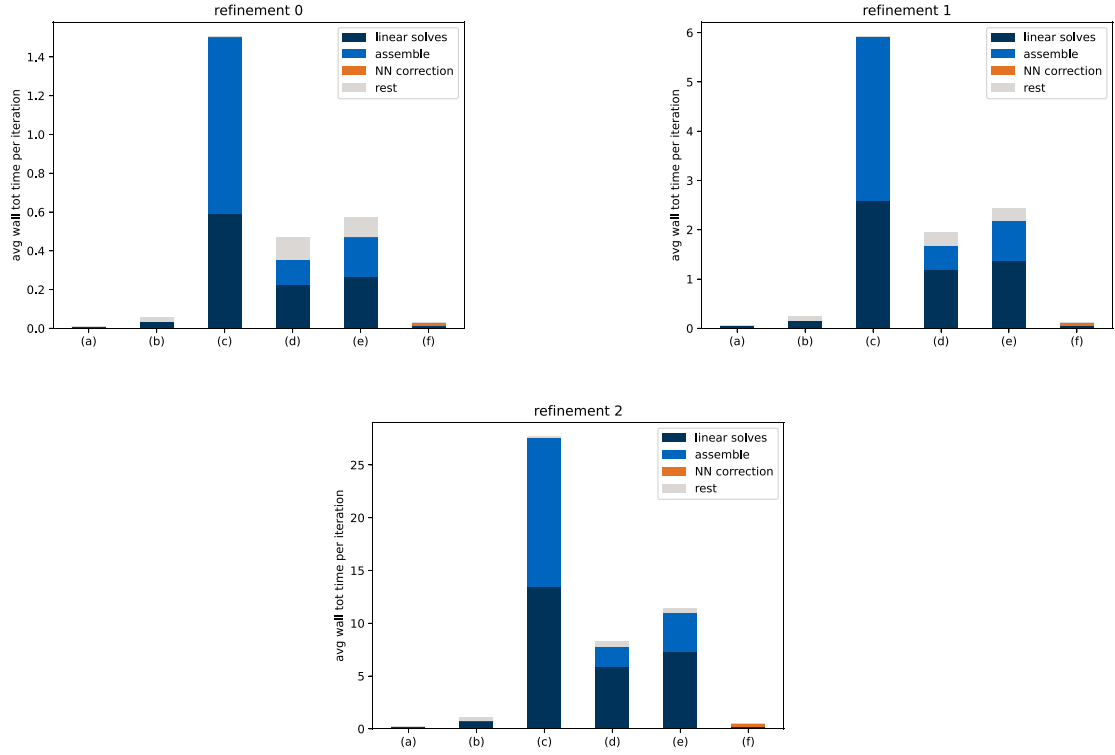 refinement 0
avg wall tot time per iteration
1.4
1.2
1.0
0.8
0.6
0.4
0.2
0.0
linear solves
assemble
NN correction
rest
(a) (b) (c) (d) (e) (f)
refinement 1
avg wall tot time per iteration
6
5
4
3
2
1
0
linear solves
assemble
NN correction
rest
(a) (b) (c) (d) (e) (f)
refinement 2
avg wall tot time per iteration
25
20
15
10
5
0
linear solves
assemble
NN correction
rest
(a) (b) (c) (d) (e) (f)